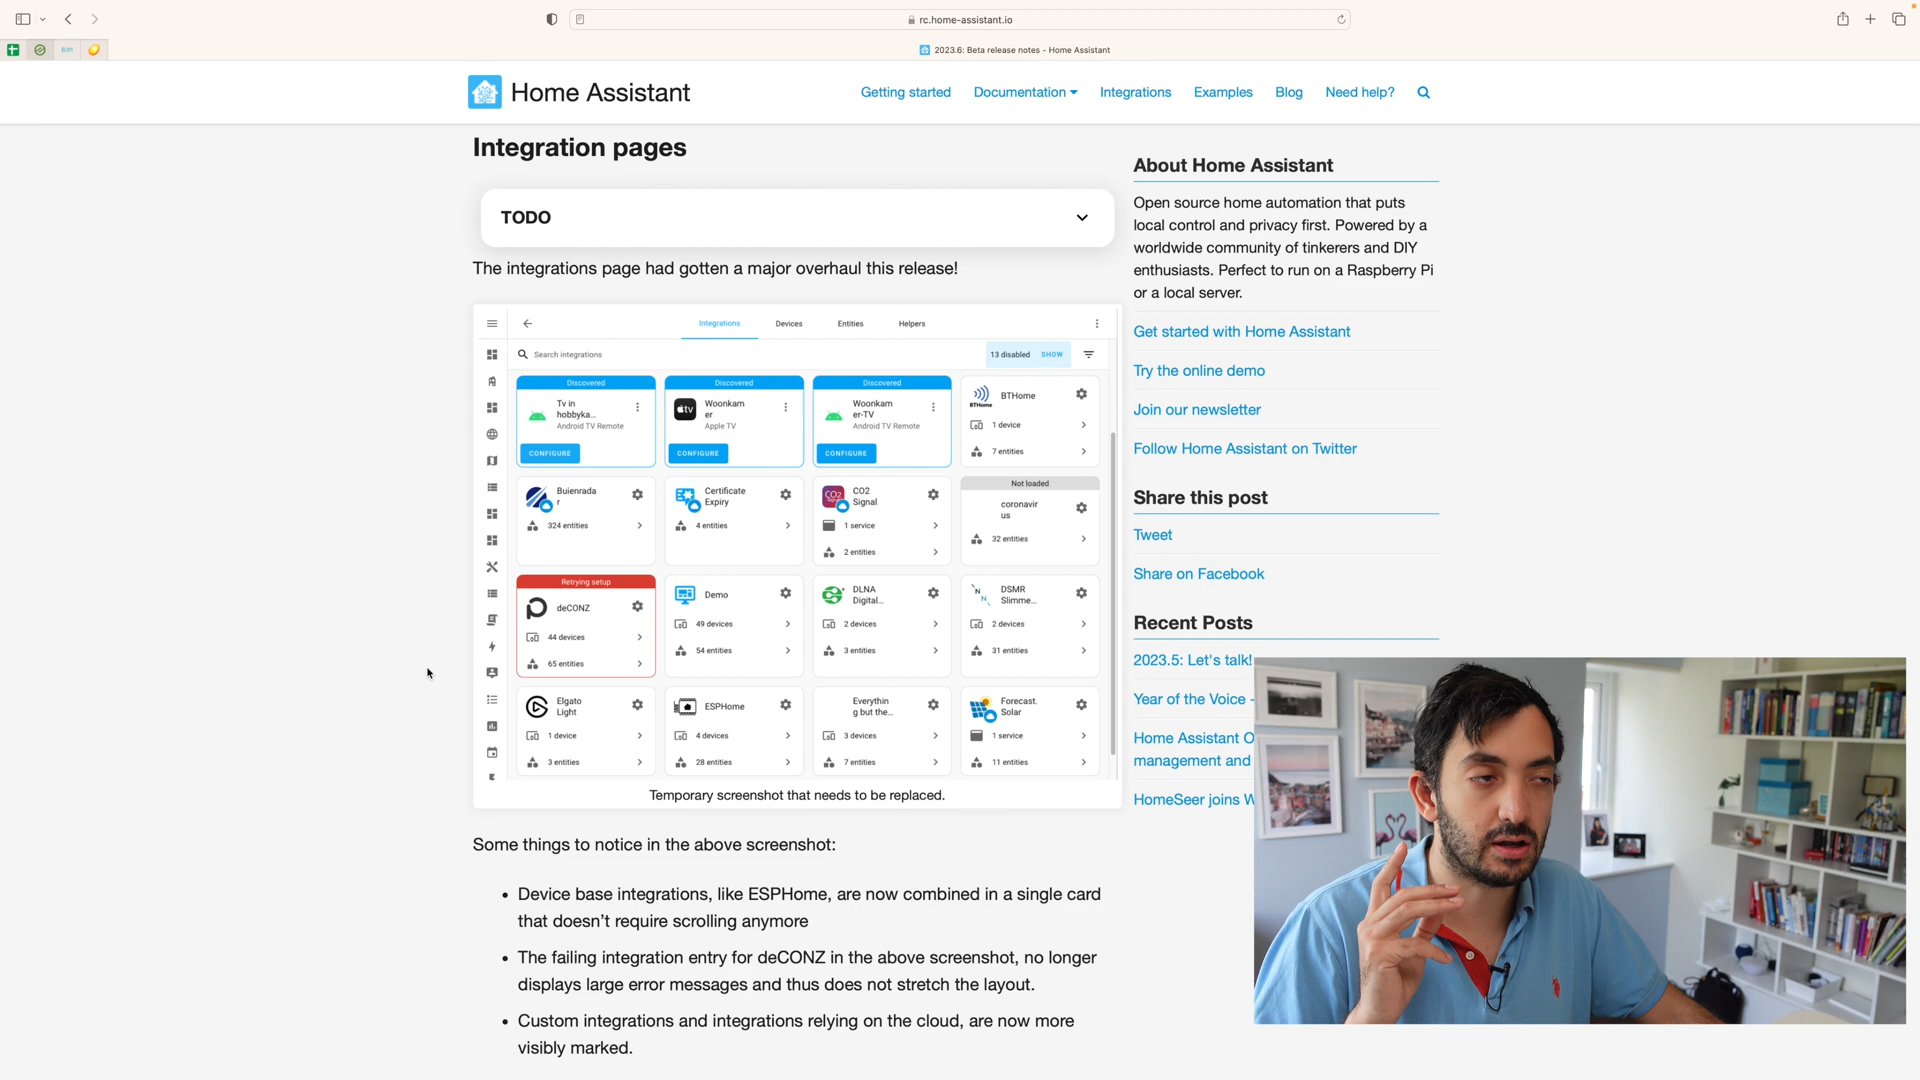 rc.home-assistant.io
2023.6: Beta release notes - Home Assistant
Home Assistant
Getting started
Documentation
Integrations
Examples
Blog
Need help?
Integration pages
TODO
The integrations page had gotten a major overhaul this release!
Integrations
Devices
Entities
Helpers
Search integrations
13 disabled
SHOW
Discovered
Tv in
hobbyka...
Android TV Remote
CONFIGURE
Discovered
Woonkam
er
Apple TV
CONFIGURE
Discovered
Woonkam
er-TV
Android TV Remote
CONFIGURE
BTHome
BTHome
1 device
7 entities
Buienrada
r
324 entities
Certificate
Expiry
4 entities
CO2
CO2
Signal
1 service
2 entities
Not loaded
coronavir
us
32 entities
Retrying setup
deCONZ
44 devices
65 entities
Demo
49 devices
54 entities
DLNA
Digital...
2 devices
3 entities
DSMR
Slimme...
2 devices
31 entities
Elgato
Light
1 device
3 entities
ESPHome
4 devices
28 entities
Everythin
g but the...
3 devices
7 entities
Forecast.
Solar
1 service
11 entities
Temporary screenshot that needs to be replaced.
Some things to notice in the above screenshot:
• Device base integrations, like ESPHome, are now combined in a single card
that doesn't require scrolling anymore
• The failing integration entry for deCONZ in the above screenshot, no longer
displays large error messages and thus does not stretch the layout.
• Custom integrations and integrations relying on the cloud, are now more
visibly marked.
About Home Assistant
Open source home automation that puts
local control and privacy first. Powered by a
worldwide community of tinkerers and DIY
enthusiasts. Perfect to run on a Raspberry Pi
or a local server.
Get started with Home Assistant
Try the online demo
Join our newsletter
Follow Home Assistant on Twitter
Share this post
Tweet
Share on Facebook
Recent Posts
2023.5: Let's talk!
Year of the Voice -
Home Assistant O
management and
HomeSeer joins W